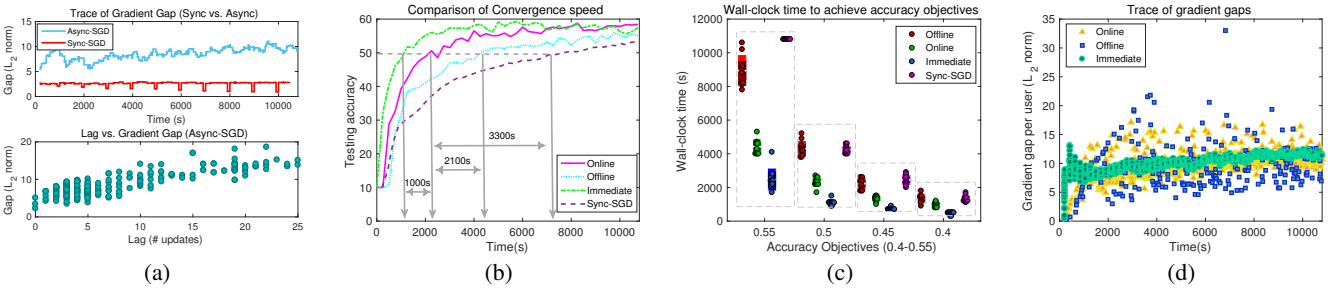 Trace of Gradient Gap (Sync vs. Async)
Gap (L2 norm)
15
10
5
0
Async-SGD
Sync-SGD
0 2000 4000 6000 8000 10000
Time(s)
Lag vs. Gradient Gap (Async-SGD)
Gap (L2 norm)
20
10
0
0 5 10 15 20 25
Lag (# updates)
(a)
Comparison of Convergence speed
Testing accuracy
60
50
40
30
20
10
0
1000s
2100s
3300s
Online
Offline
Immediate
Sync-SGD
0 2000 4000 6000 8000 10000
Time(s)
(b)
Wall-clock time to achieve accuracy objectives
Wall-clock time (s)
12000
10000
8000
6000
4000
2000
0
Offline
Online
Immediate
Sync-SGD
0.55 0.5 0.45 0.4
Accuracy Objectives (0.4-0.55)
(c)
Trace of gradient gaps
Gradient gap per user (L2 norm)
35
30
25
20
15
10
5
0
Online
Offline
Immediate
0 2000 4000 6000 8000 10000
Time(s)
(d)